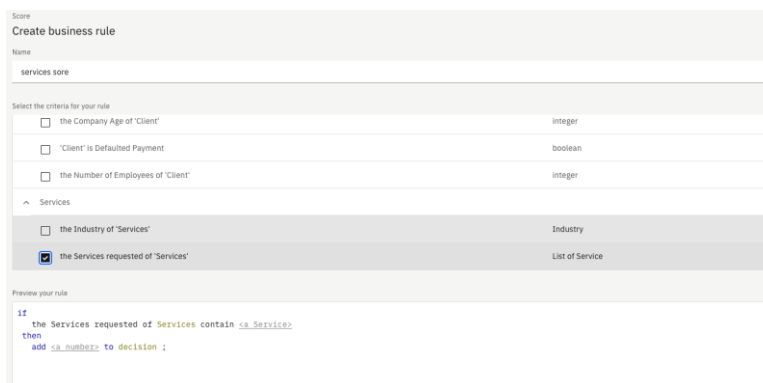 Score
Create business rule
Name
services sore
Select the criteria for your rule
the Company Age of 'Client' integer
'Client' is Defaulted Payment boolean
the Number of Employees of 'Client' integer
Services
the Industry of 'Services' Industry
the Services requested of 'Services' List of Service
Preview your rule
if
the Services requested of Services contain <a Service>
then
add <a number> to decision ;